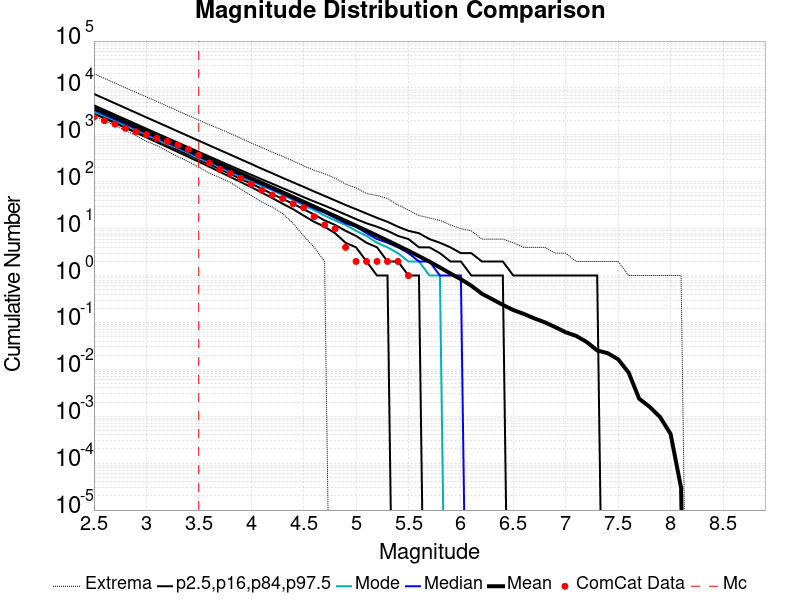 Magnitude Distribution Comparison
10^5
10^4
10^3
10^2
10^1
10^0
10^-1
10^-2
10^-3
10^-4
10^-5
Cumulative Number
2.5 3 3.5 4 4.5 5 5.5 6 6.5 7 7.5 8 8.5
Magnitude
Extrema p2.5,p16,p84,p97.5 Mode Median Mean ComCat Data Mc